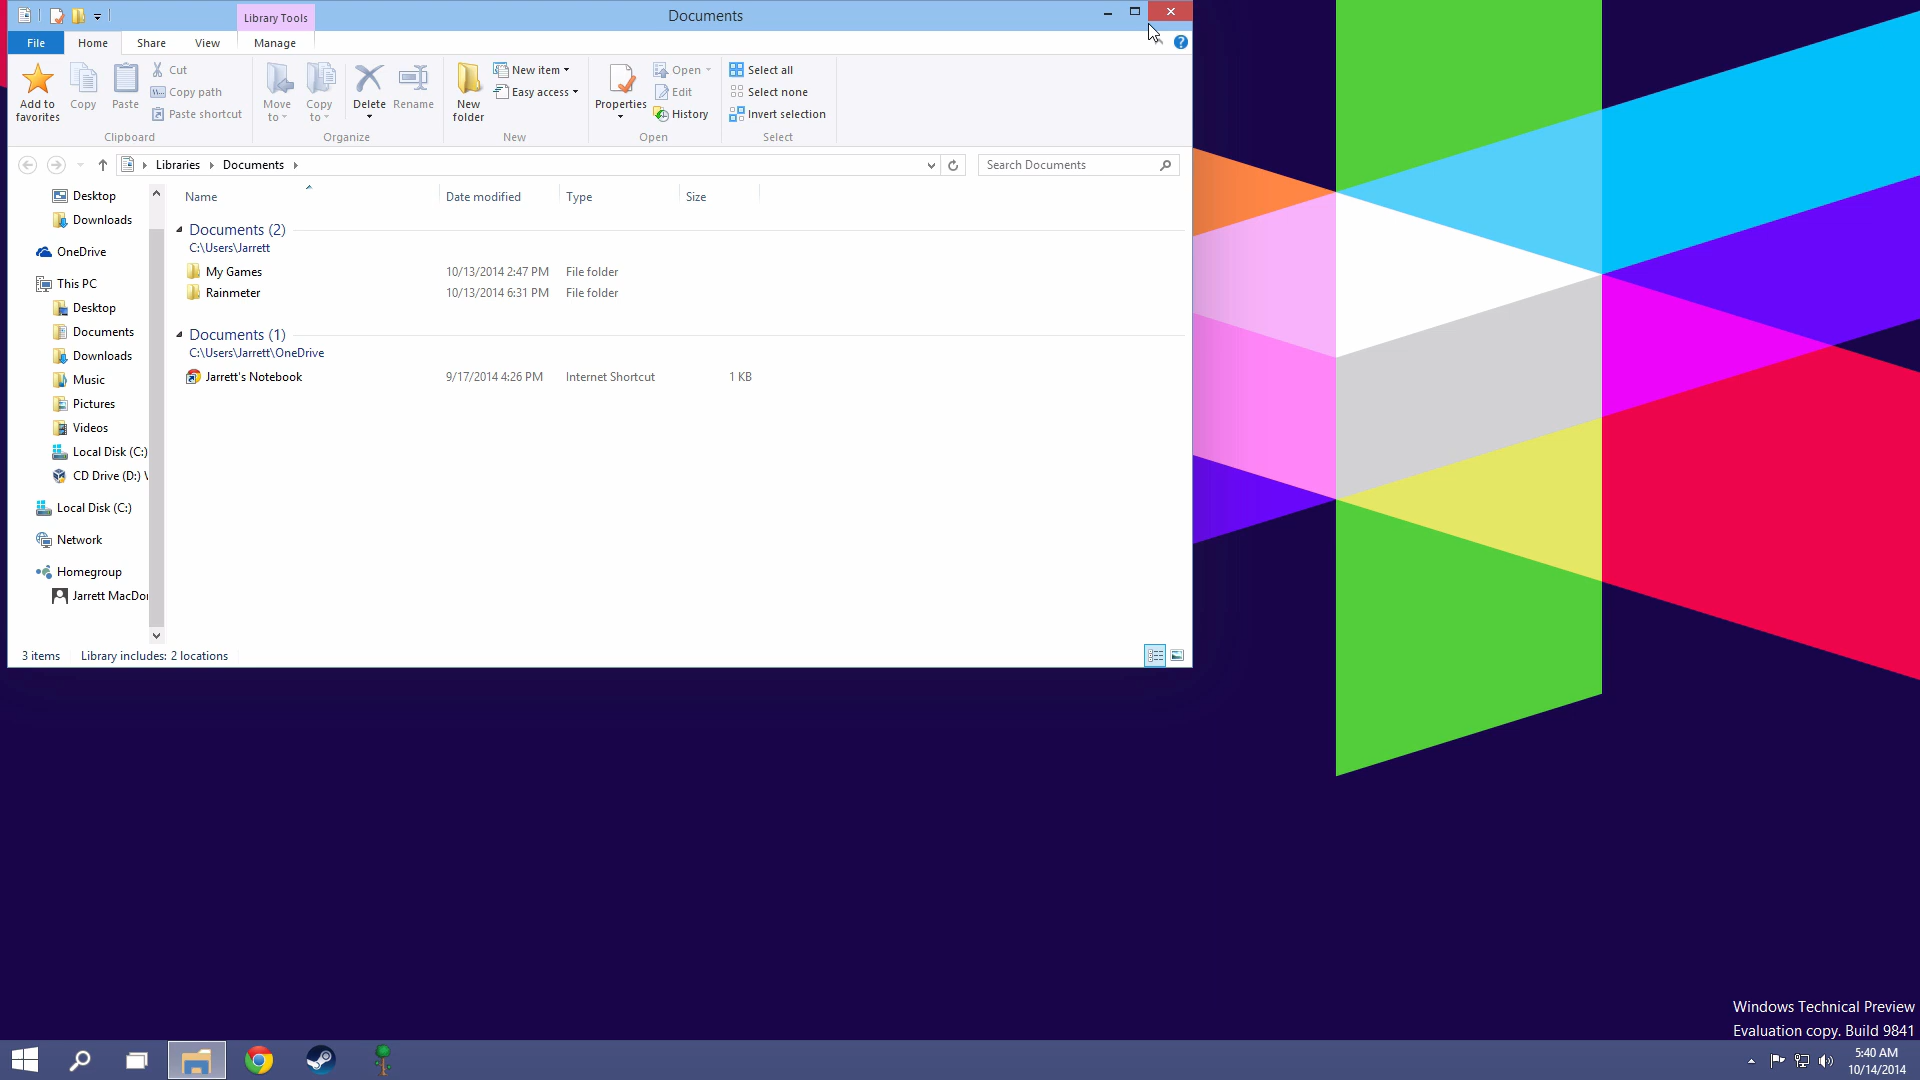 Library Tools
Documents
File Home Share View Manage
Add to favorites
Copy
Paste
Cut
Copy path
Paste shortcut
Clipboard
Move to
Copy to
Delete
Rename
Organize
New folder
New item
Easy access
New
Properties
Open
Edit
History
Open
Select all
Select none
Invert selection
Select
Libraries Documents
Search Documents
Desktop
Downloads
OneDrive
This PC
Desktop
Documents
Downloads
Music
Pictures
Videos
Local Disk (C:)
CD Drive (D:) V
Local Disk (C:)
Network
Homegroup
Jarrett MacDo
Name Date modified Type Size
Documents (2)
C:\Users\Jarrett
My Games 10/13/2014 2:47 PM File folder
Rainmeter 10/13/2014 6:31 PM File folder
Documents (1)
C:\Users\Jarrett\OneDrive
Jarrett's Notebook 9/17/2014 4:26 PM Internet Shortcut 1 KB
3 items Library includes: 2 locations
Windows Technical Preview
Evaluation copy. Build 9841
5:40 AM
10/14/2014